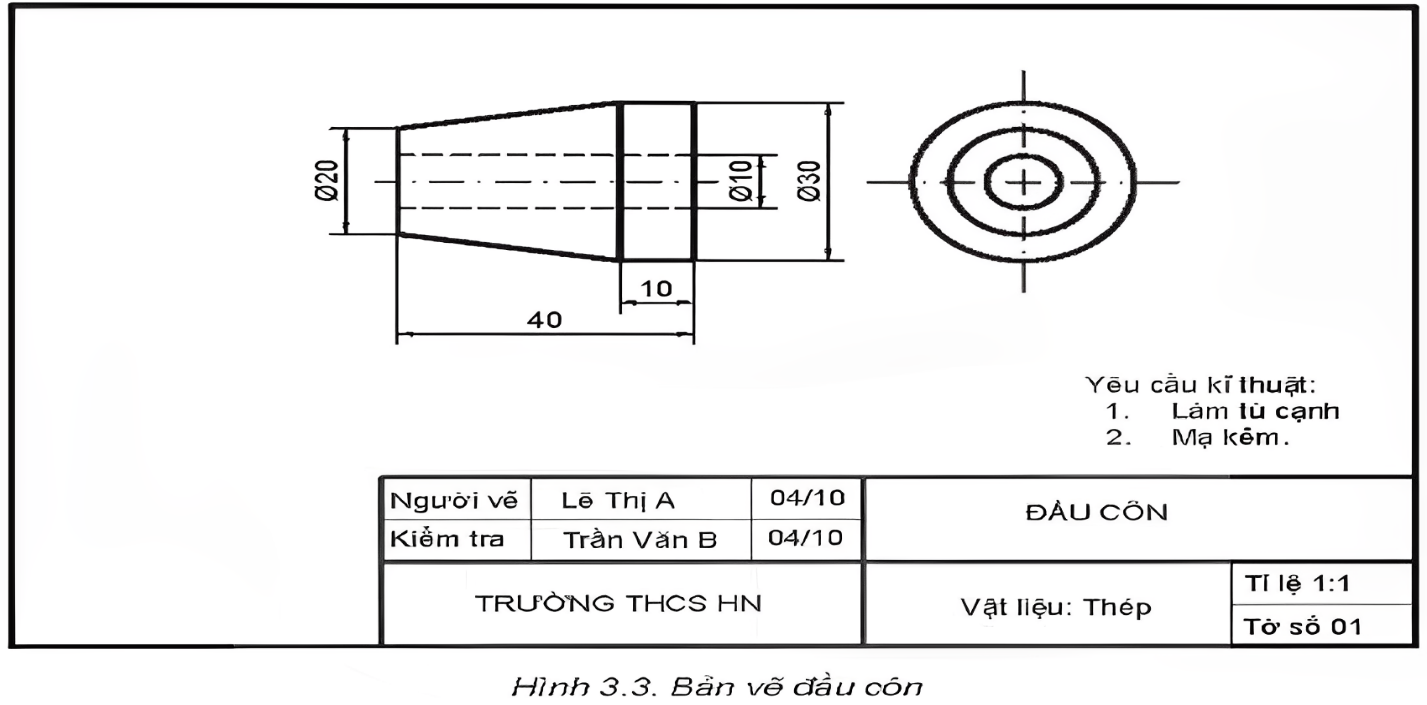 Ø20
Ø10
Ø30
10
40
Yêu cầu kĩ thuật:
1. Làm tù cạnh
2. Mạ kẽm.
Người vẽ Lê Thị A 04/10
Kiểm tra Trần Văn B 04/10
ĐẦU CÔN
TRƯỜNG THCS HN
Vật liệu: Thép
Tỉ lệ 1:1
Tờ số 01
Hình 3.3. Bản vẽ đầu côn